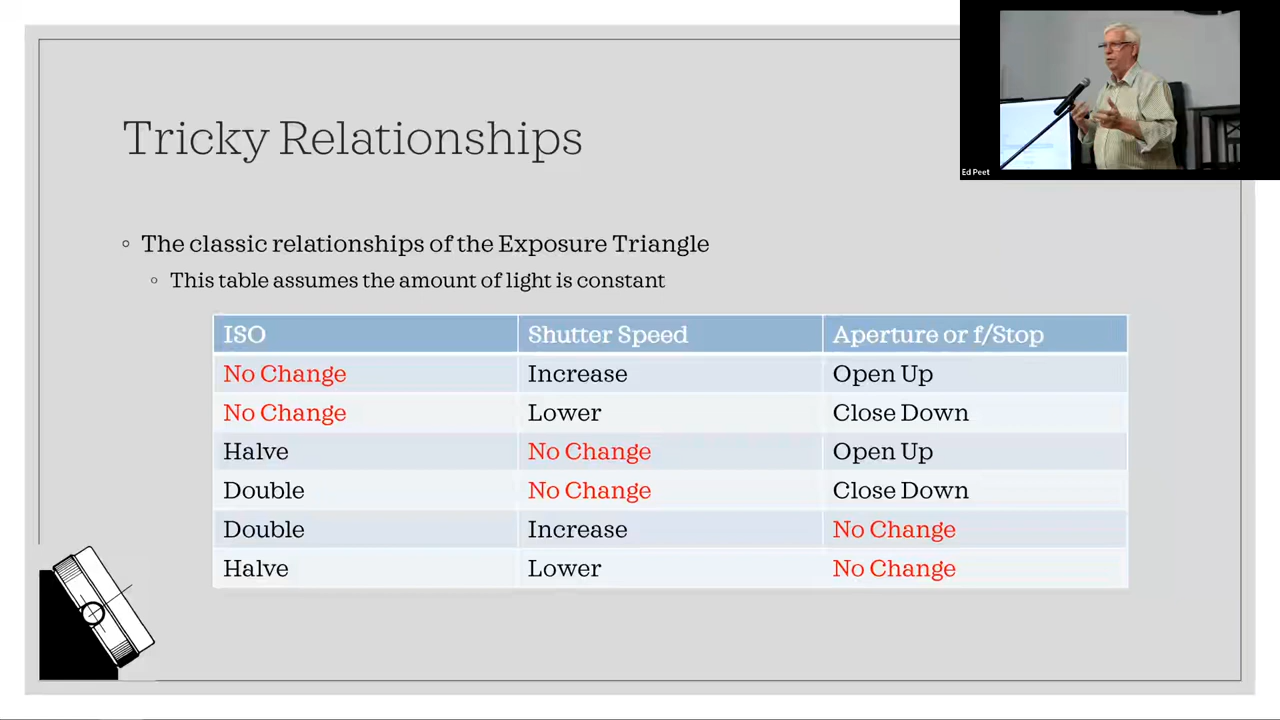 Tricky Relationships
The classic relationships of the Exposure Triangle
This table assumes the amount of light is constant
ISO Shutter Speed Aperture or f/Stop
No Change Increase Open Up
No Change Lower Close Down
Halve No Change Open Up
Double No Change Close Down
Double Increase No Change
Halve Lower No Change
Ed Peet